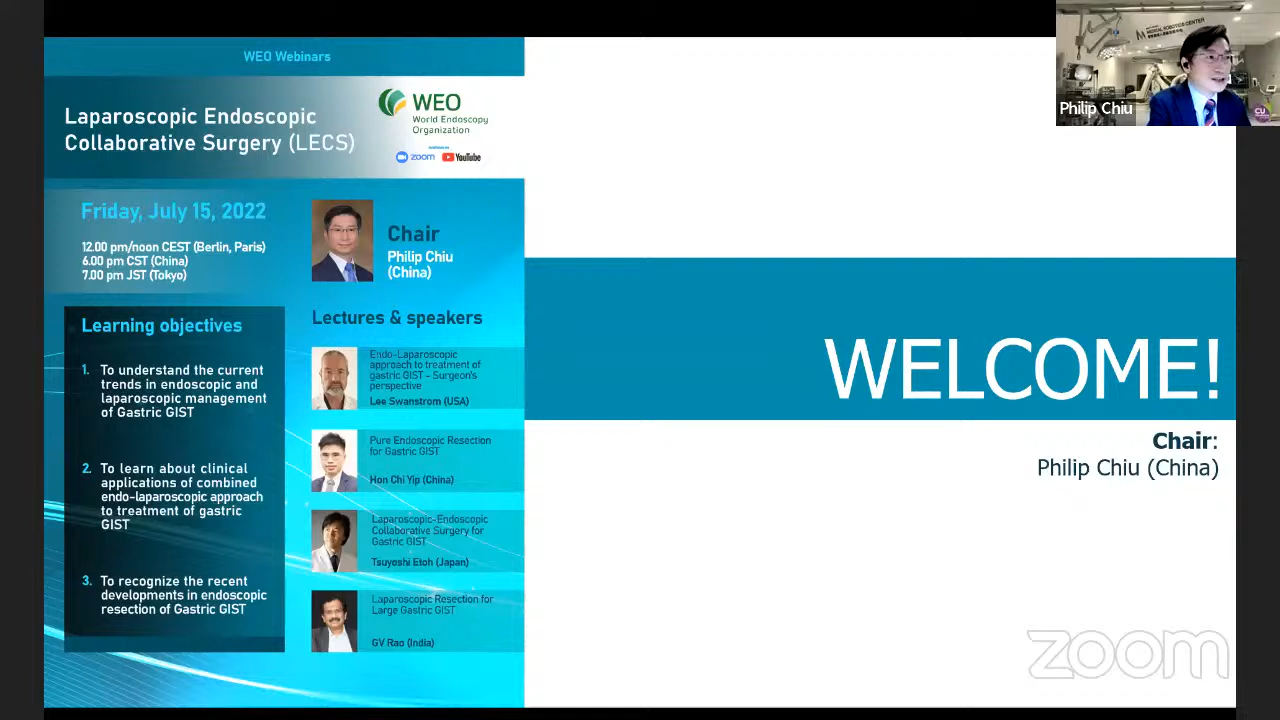 WEO Webinars
Laparoscopic Endoscopic
Collaborative Surgery (LECS)
WEO
World Endoscopy
Organization
zoom
YouTube
Friday, July 15, 2022
12.00 pm/noon CEST (Berlin, Paris)
6.00 pm CST (China)
7.00 pm JST (Tokyo)
Chair
Philip Chiu
(China)
Learning objectives
1. To understand the current
trends in endoscopic and
laparoscopic management
of Gastric GIST
2. To learn about clinical
applications of combined
endo-laparoscopic approach
to treatment of gastric
GIST
3. To recognize the recent
developments in endoscopic
resection of Gastric GIST
Lectures & speakers
Endo-Laparoscopic
approach to treatment of
gastric GIST - Surgeon's
perspective
Lee Swanstrom (USA)
Pure Endoscopic Resection
for Gastric GIST
Hon Chi Yip (China)
Laparoscopic-Endoscopic
Collaborative Surgery for
Gastric GIST
Tsuyoshi Etoh (Japan)
Laparoscopic Resection for
Large Gastric GIST
GV Rao (India)
MEDICAL ROBOTICS CENTER
Philip Chiu
CU
WELCOME!
Chair:
Philip Chiu (China)
zoom